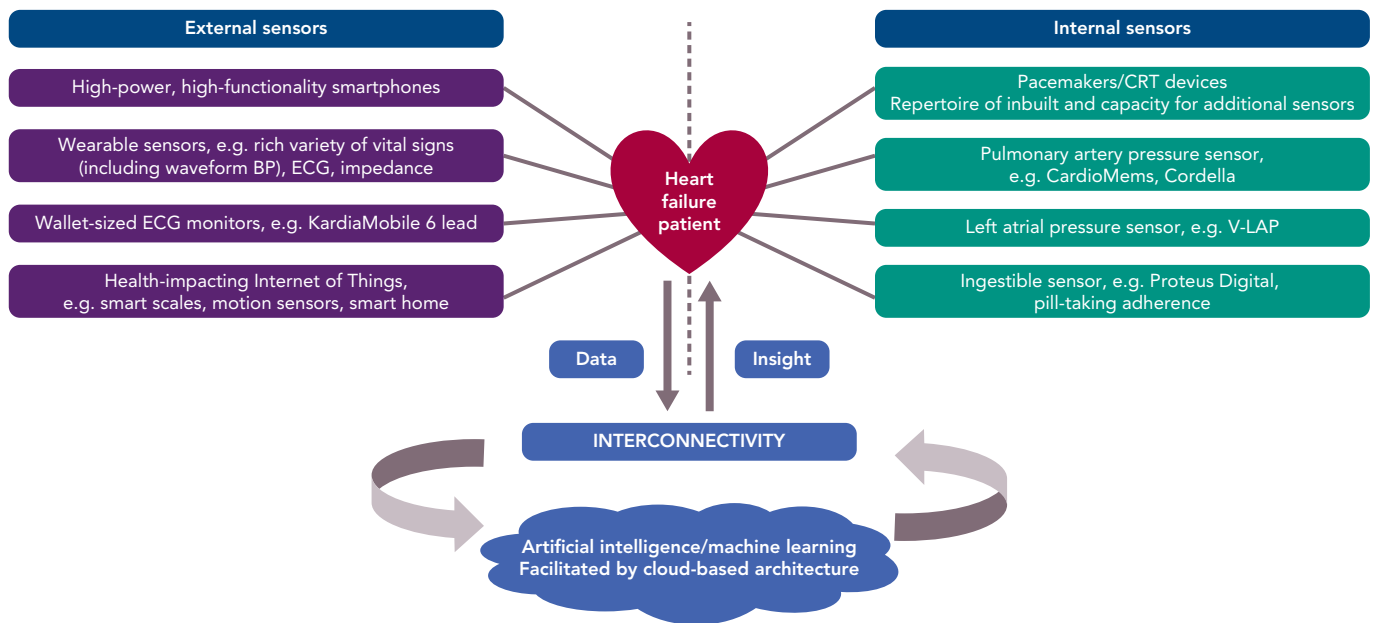 External sensors
High-power, high-functionality smartphones
Wearable sensors, e.g. rich variety of vital signs
(including waveform BP), ECG, impedance
Wallet-sized ECG monitors, e.g. KardiaMobile 6 lead
Health-impacting Internet of Things,
e.g. smart scales, motion sensors, smart home
Heart
failure
patient
Internal sensors
Pacemakers/CRT devices
Repertoire of inbuilt and capacity for additional sensors
Pulmonary artery pressure sensor,
e.g. CardioMems, Cordella
Left atrial pressure sensor, e.g. V-LAP
Ingestible sensor, e.g. Proteus Digital,
pill-taking adherence
Data
Insight
INTERCONNECTIVITY
Artificial intelligence/machine learning
Facilitated by cloud-based architecture